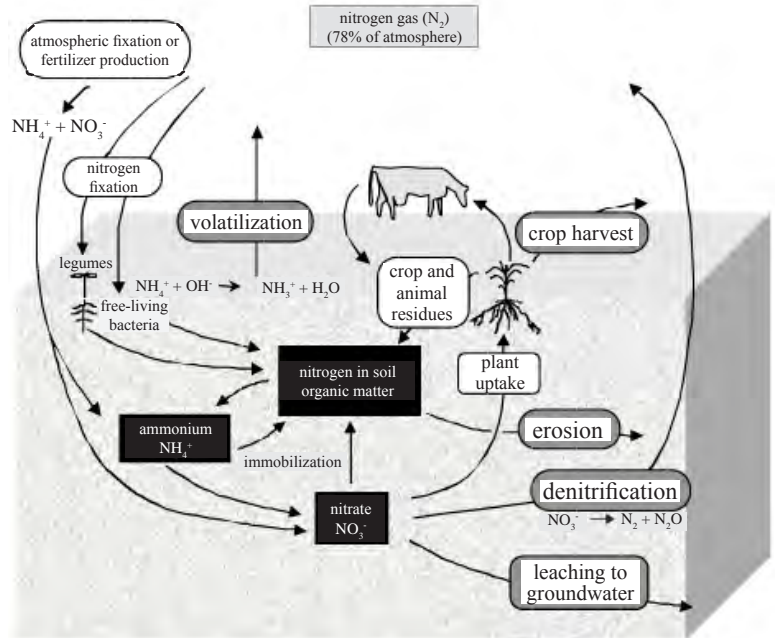 nitrogen gas (N₂)
(78% of atmosphere)
atmospheric fixation or
fertilizer production
NH₄⁺ + NO₃⁻
nitrogen
fixation
volatilization
crop harvest
legumes
NH₄⁺ + OH⁻ → NH₃⁺ + H₂O
free-living
bacteria
crop and
animal
residues
nitrogen in soil
organic matter
plant
uptake
ammonium
NH₄⁺
immobilization
erosion
nitrate
NO₃⁻
denitrification
NO₃⁻ → N₂ + N₂O
leaching to
groundwater